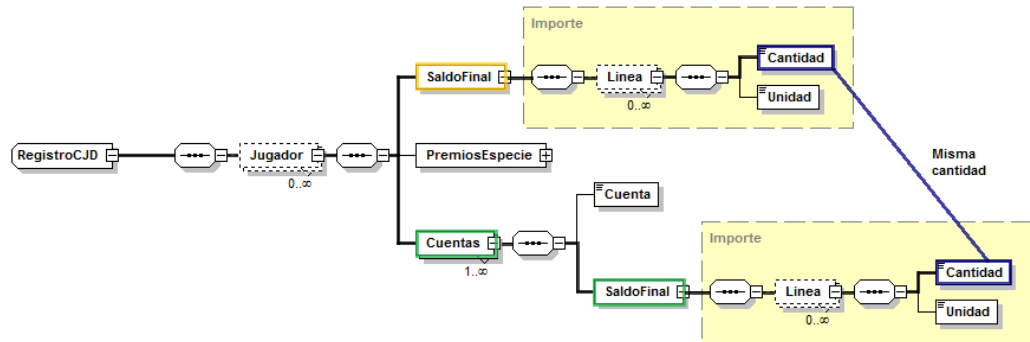 Importe
SaldoFinal
Linea
0..∞
Cantidad
Unidad
RegistroCJD
Jugador
0..∞
PremiosEspecie
Misma
cantidad
Cuentas
1..∞
Cuenta
Importe
SaldoFinal
Linea
0..∞
Cantidad
Unidad